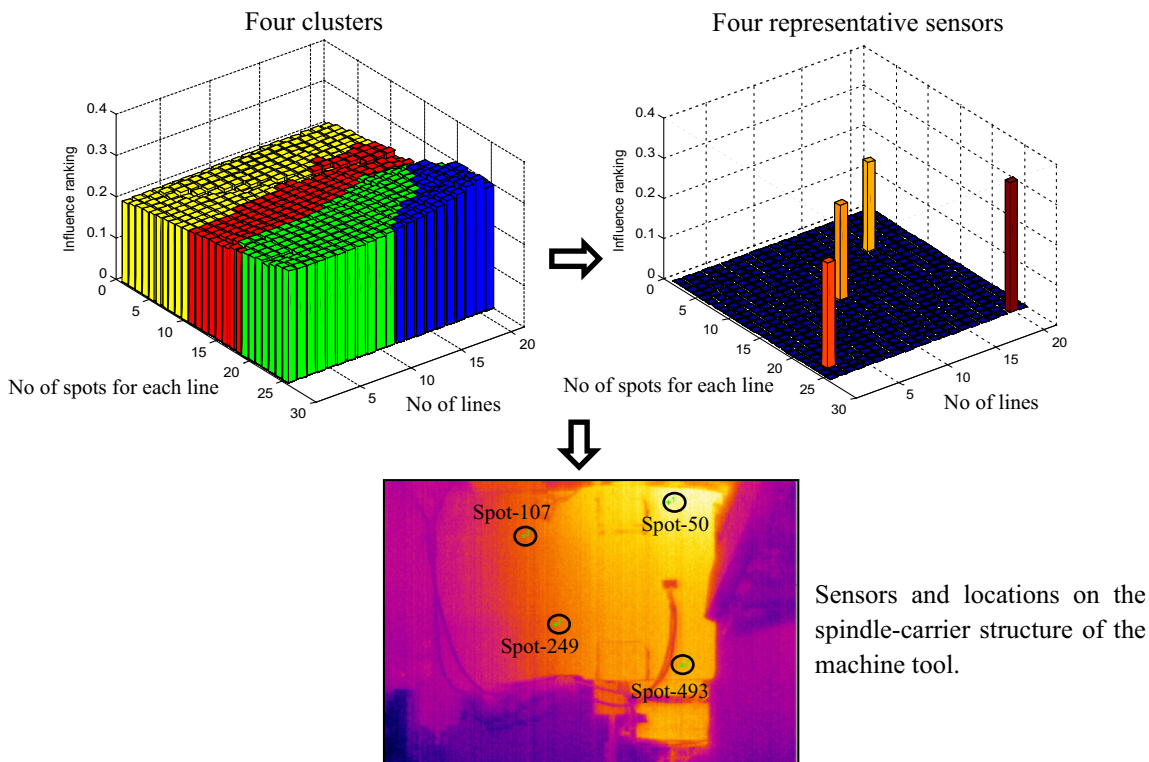 Four clusters
Four representative sensors
0.4
0.3
0.2
0.1
0
Influence ranking
0
5
10
15
20
25
30
5
10
15
20
No of spots for each line
No of lines
0.4
0.3
0.2
0.1
0
Influence ranking
0
5
10
15
20
25
30
5
10
15
20
No of spots for each line
No of lines
Spot-107
Spot-50
Spot-249
Spot-493
Sensors and locations on the
spindle-carrier structure of the
machine tool.